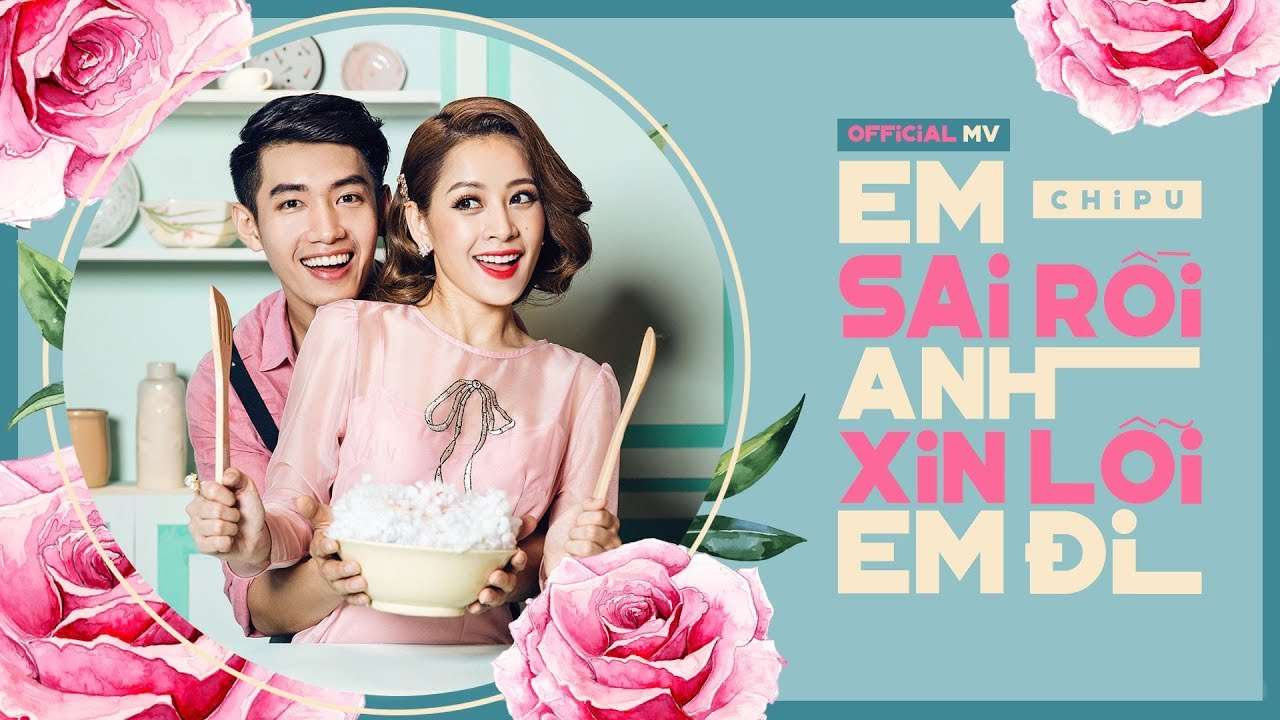 OFFiCiAL MV
EM
CHiPU
SAi RỒi
ANH
XiN LỖi
EM Đi